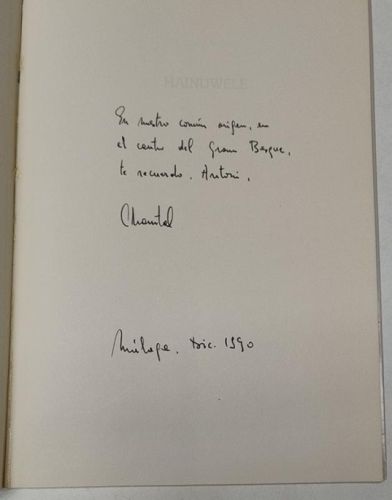 HAINUWELE
En nuestro común origen, en
el centro del Gran Bosque,
te recuerdo, Antoni.
Chantal
Málaga. Dic. 1990